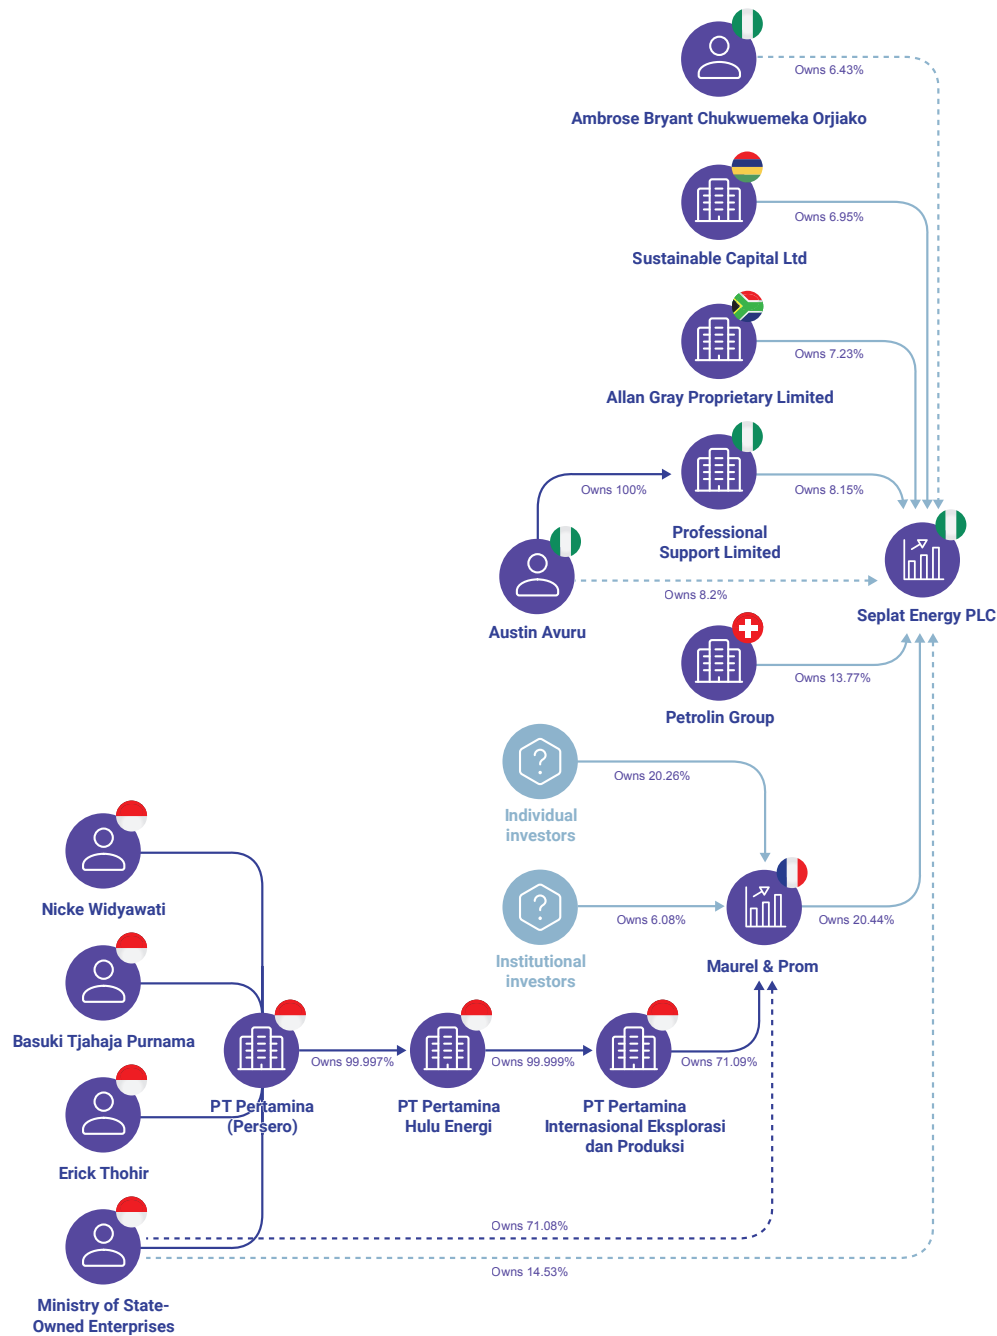 Owns 6.43%
Ambrose Bryant Chukwuemeka Orjiako
Owns 6.95%
Sustainable Capital Ltd
Owns 7.23%
Allan Gray Proprietary Limited
Owns 100%
Owns 8.15%
Professional
Support Limited
Owns 8.2%
Austin Avuru
Seplat Energy PLC
Owns 13.77%
Petrolin Group
Owns 20.26%
Individual
investors
Owns 6.08%
Owns 20.44%
Institutional
investors
Maurel & Prom
Nicke Widyawati
Basuki Tjahaja Purnama
Owns 99.997%
Owns 99.999%
Owns 71.09%
PT Pertamina
(Persero)
PT Pertamina
Hulu Energi
PT Pertamina
Internasional Eksplorasi
dan Produksi
Erick Thohir
Owns 71.08%
Owns 14.53%
Ministry of State-
Owned Enterprises